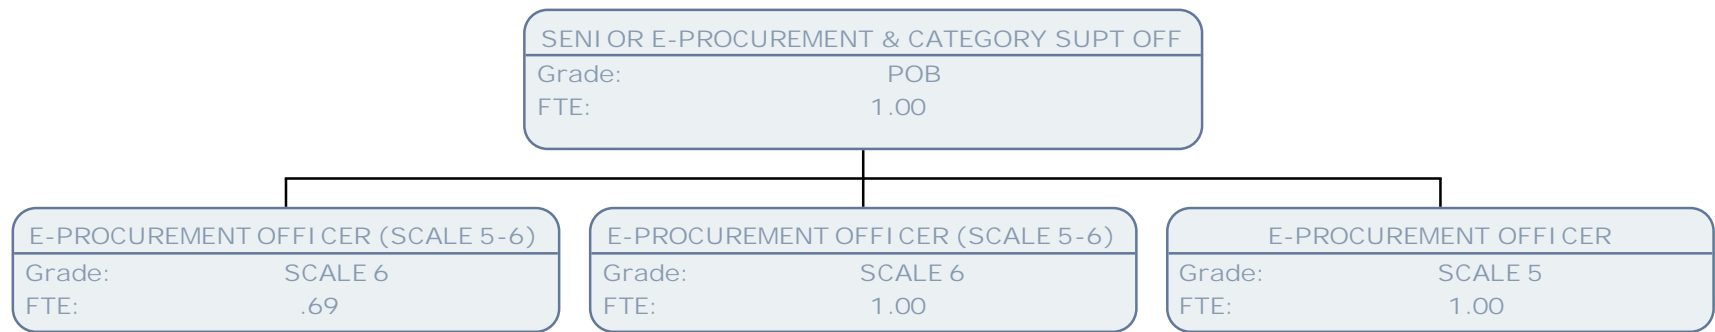 SENIOR E-PROCUREMENT & CATEGORY SUPT OFF
Grade: POB
FTE: 1.00
E-PROCUREMENT OFFICER (SCALE 5-6)
Grade: SCALE 6
FTE: .69
E-PROCUREMENT OFFICER (SCALE 5-6)
Grade: SCALE 6
FTE: 1.00
E-PROCUREMENT OFFICER
Grade: SCALE 5
FTE: 1.00